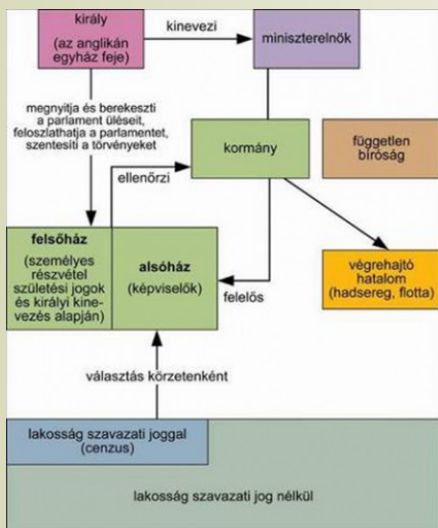 király
(az anglikán
egyház feje)
kinevezi
miniszterelnök
megnyitja és berekeszti
a parlament üléseit,
feloszlathatja a parlamentet,
szentesíti a törvényeket
kormány
független
bíróság
ellenőrzi
felsőház
(személyes
részvétel
születési jogok
és királyi kine-
vezés alapján)
alsóház
(képviselők)
felelős
végrehajtó
hatalom
(hadsereg, flotta)
választás körzetenként
lakosság szavazati joggal
(cenzus)
lakosság szavazati jog nélkül